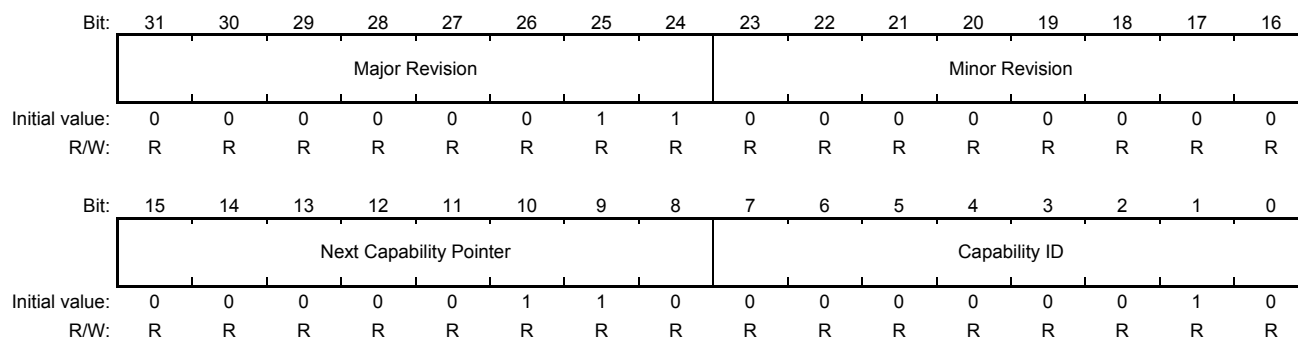 Bit: 31 30 29 28 27 26 25 24 23 22 21 20 19 18 17 16
Major Revision Minor Revision
Initial value: 0 0 0 0 0 0 1 1 0 0 0 0 0 0 0 0
R/W: R R R R R R R R R R R R R R R R
Bit: 15 14 13 12 11 10 9 8 7 6 5 4 3 2 1 0
Next Capability Pointer Capability ID
Initial value: 0 0 0 0 0 1 1 0 0 0 0 0 0 0 1 0
R/W: R R R R R R R R R R R R R R R R